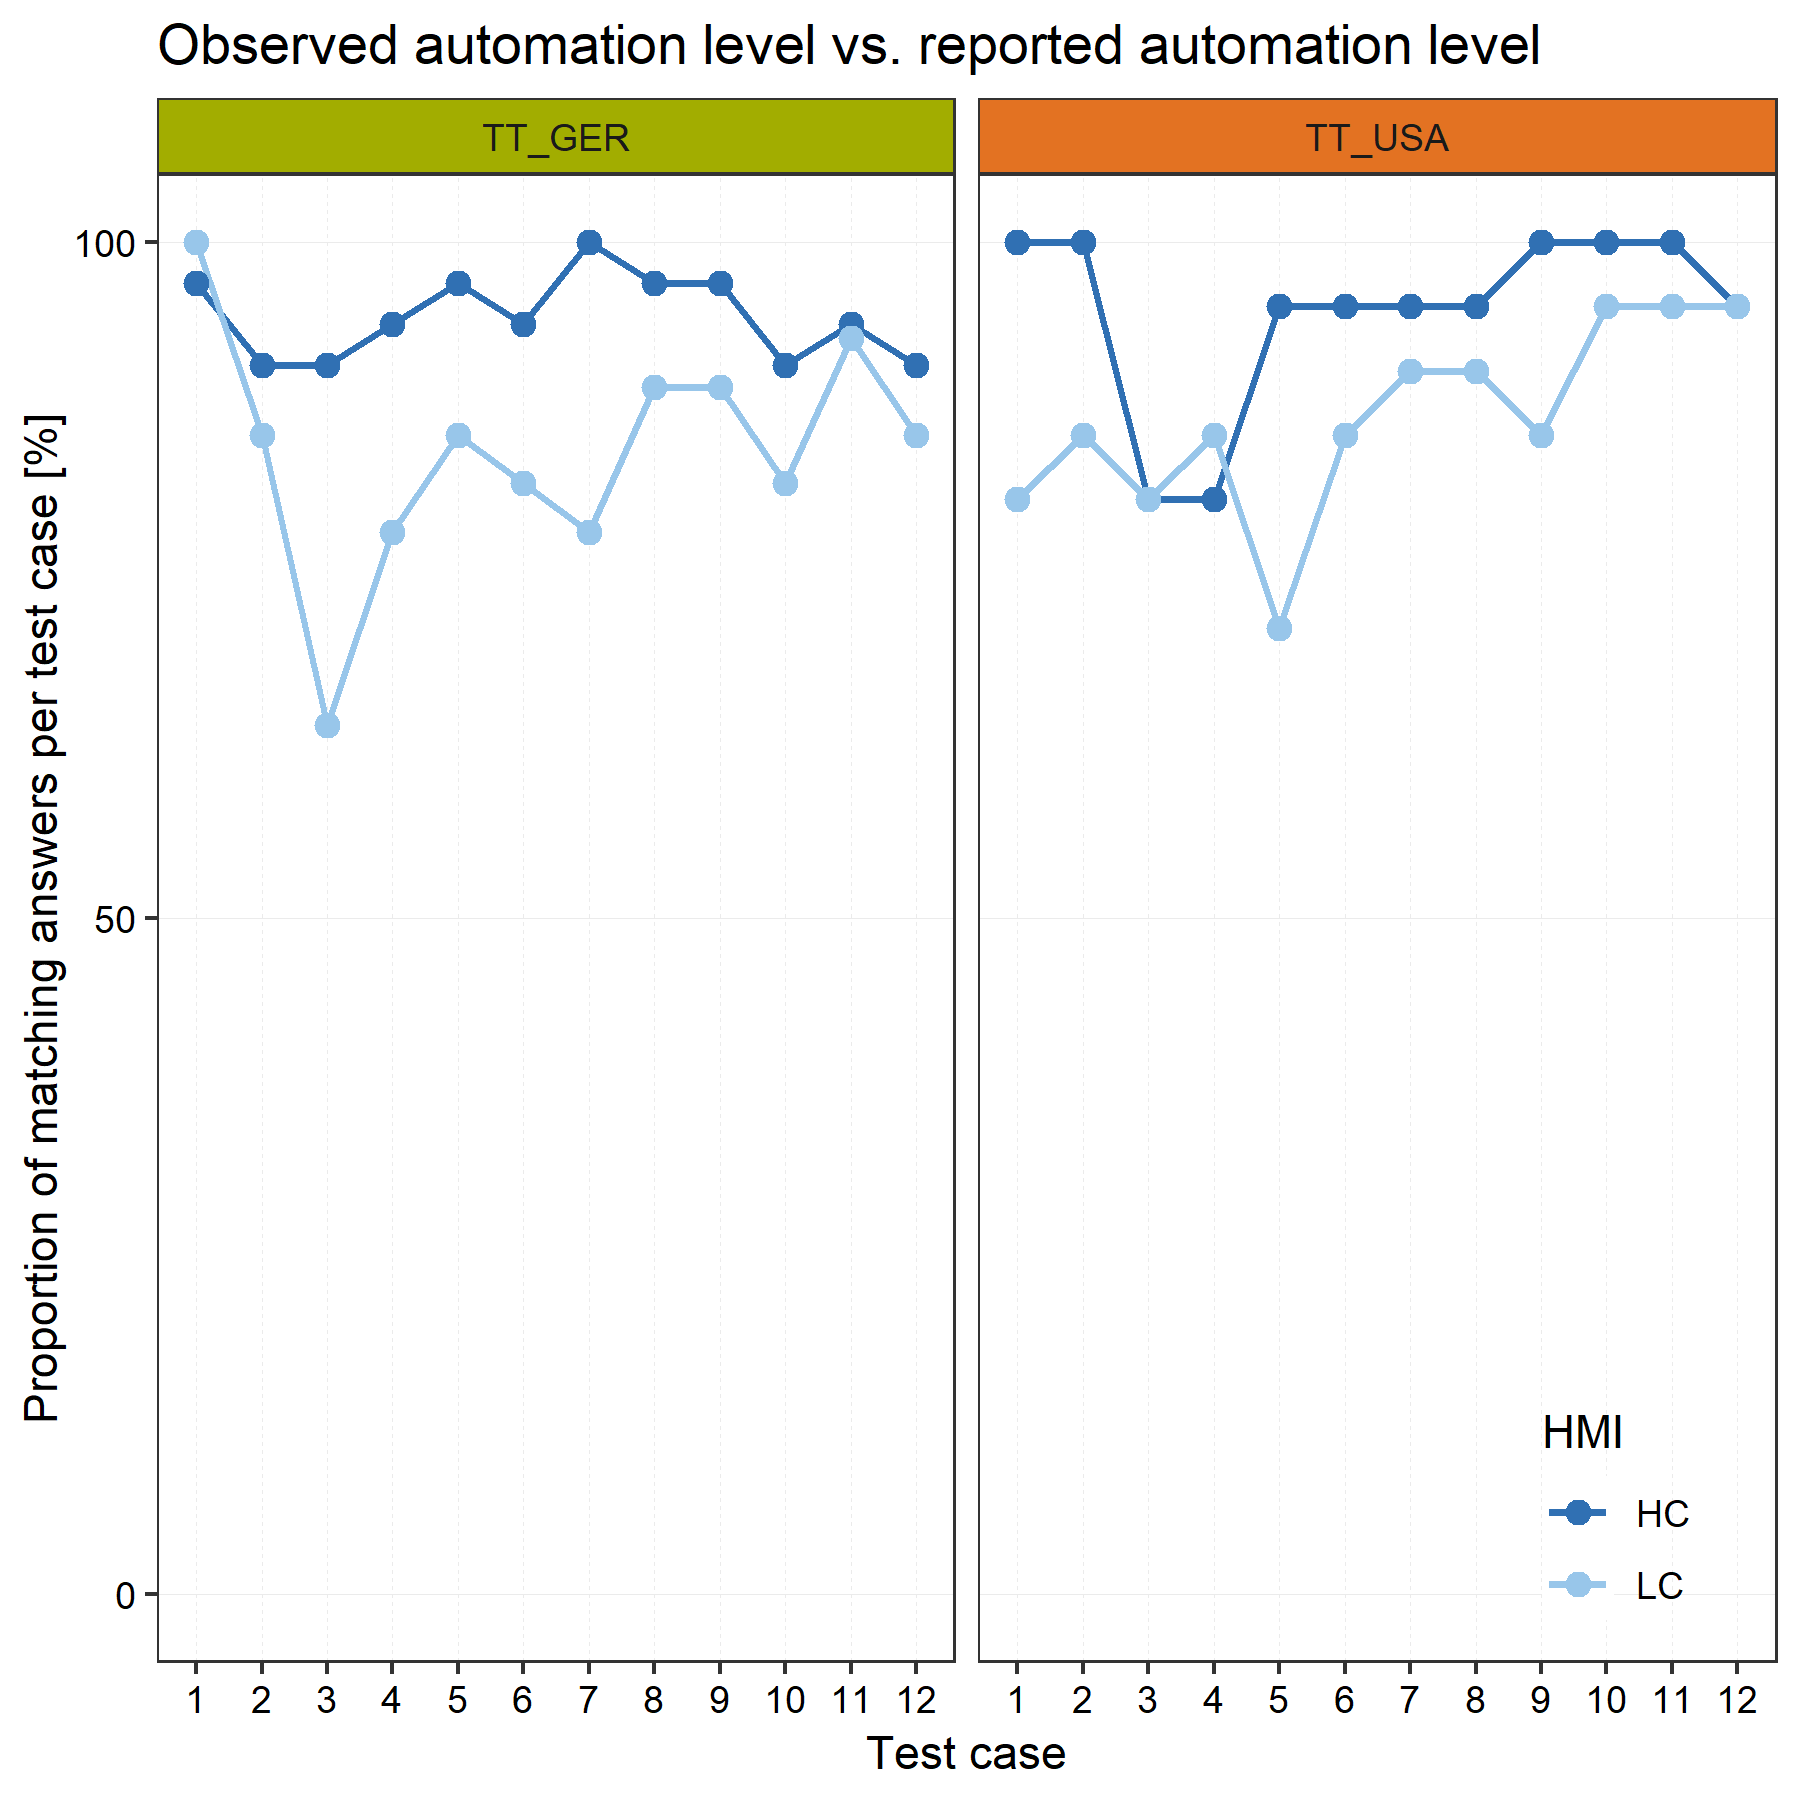 Observed automation level vs. reported automation level
TT_GER
TT_USA
Proportion of matching answers per test case [%]
100
50
0
HMI
HC
LC
1 2 3 4 5 6 7 8 9 10 11 12
1 2 3 4 5 6 7 8 9 10 11 12
Test case